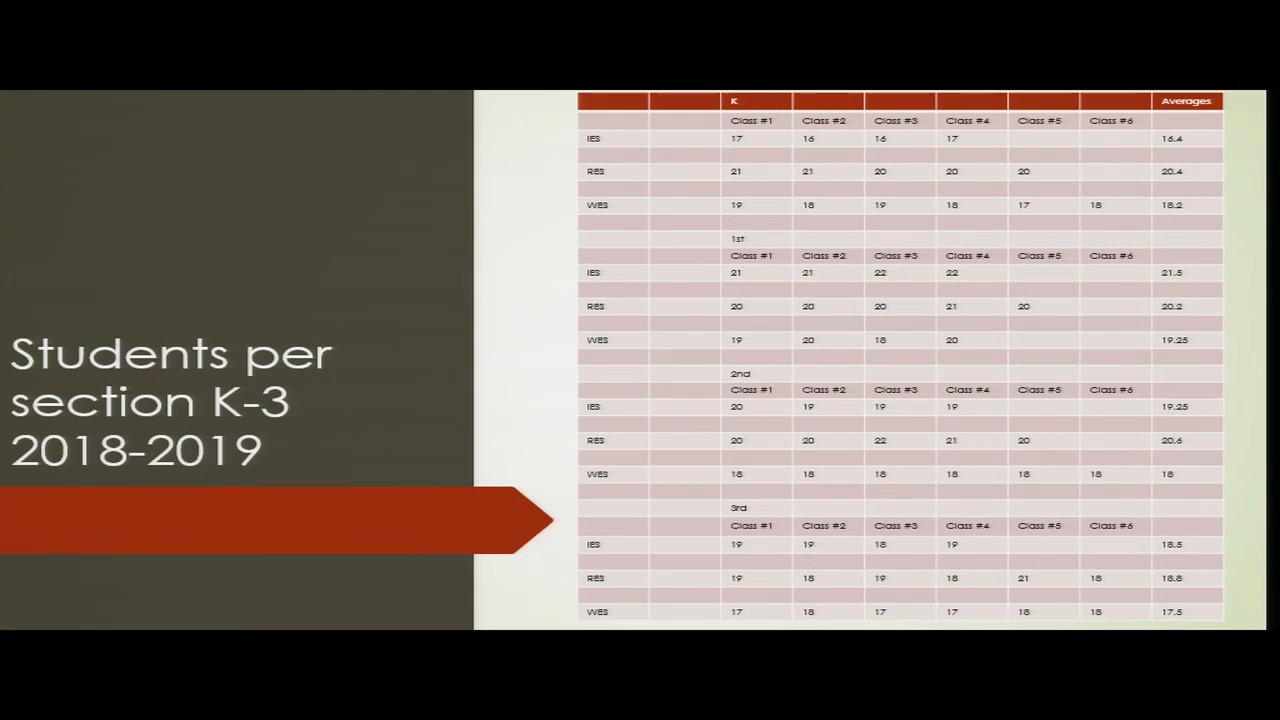 Students per
section K-3
2018-2019
K Averages
Class #1 Class #2 Class #3 Class #4 Class #5 Class #6
IES 17 16 16 17 16.4
RES 21 21 20 20 20 20.4
WES 19 18 19 18 17 18 18.2
1st
Class #1 Class #2 Class #3 Class #4 Class #5 Class #6
IES 21 21 22 22 21.5
RES 20 20 20 21 20 20.2
WES 19 20 18 20 19.25
2nd
Class #1 Class #2 Class #3 Class #4 Class #5 Class #6
IES 20 19 19 19 19.25
RES 20 20 22 21 20 20.6
WES 18 18 18 18 18 18 18
3rd
Class #1 Class #2 Class #3 Class #4 Class #5 Class #6
IES 19 19 18 19 18.5
RES 19 18 19 18 21 18 18.8
WES 17 18 17 17 18 18 17.5